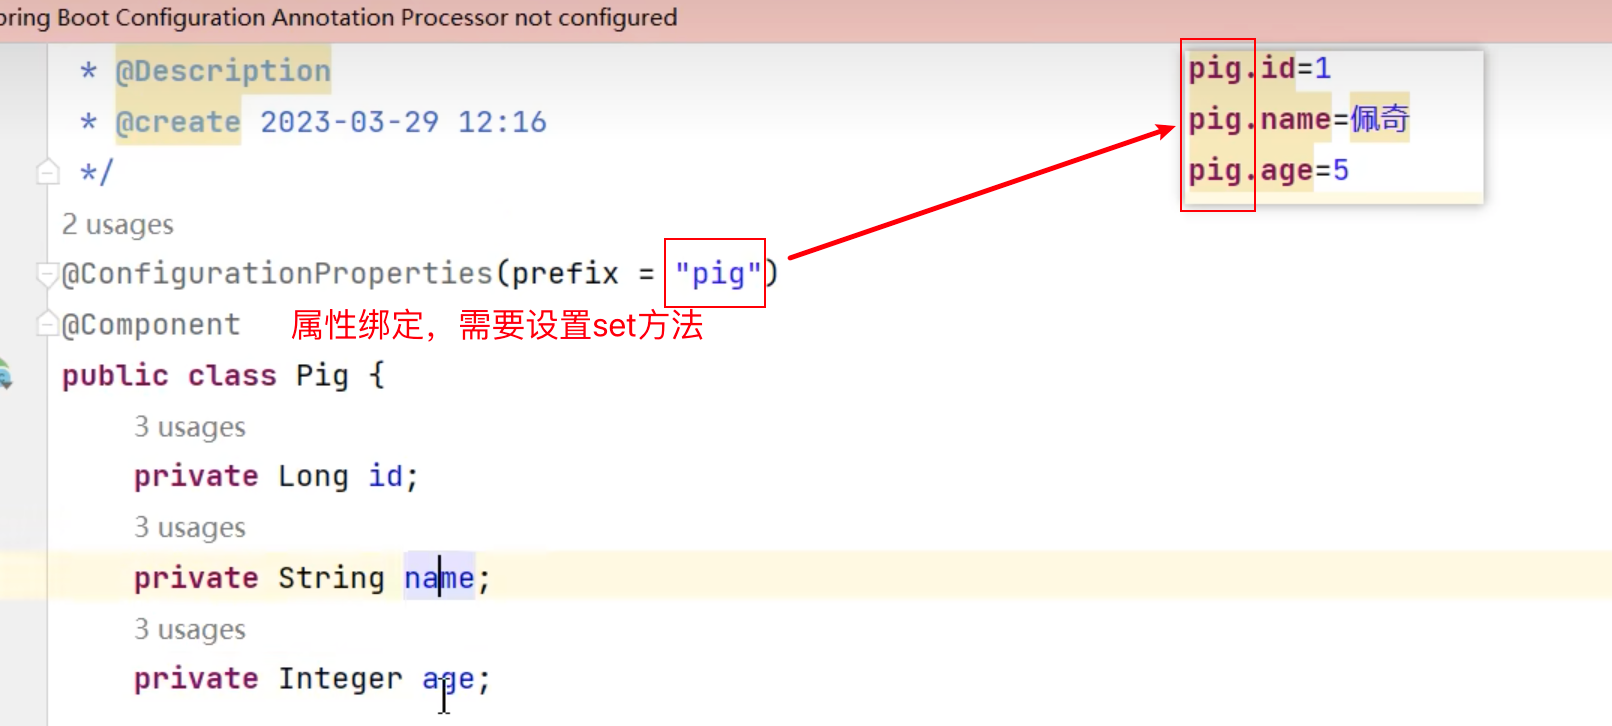 pring Boot Configuration Annotation Processor not configured
* @Description
* @create 2023-03-29 12:16
*/
2 usages
@ConfigurationProperties(prefix = "pig")
@Component
属性绑定，需要设置set方法
public class Pig {
3 usages
private Long id;
3 usages
private String name;
3 usages
private Integer age;
pig.id=1
pig.name=佩奇
pig.age=5